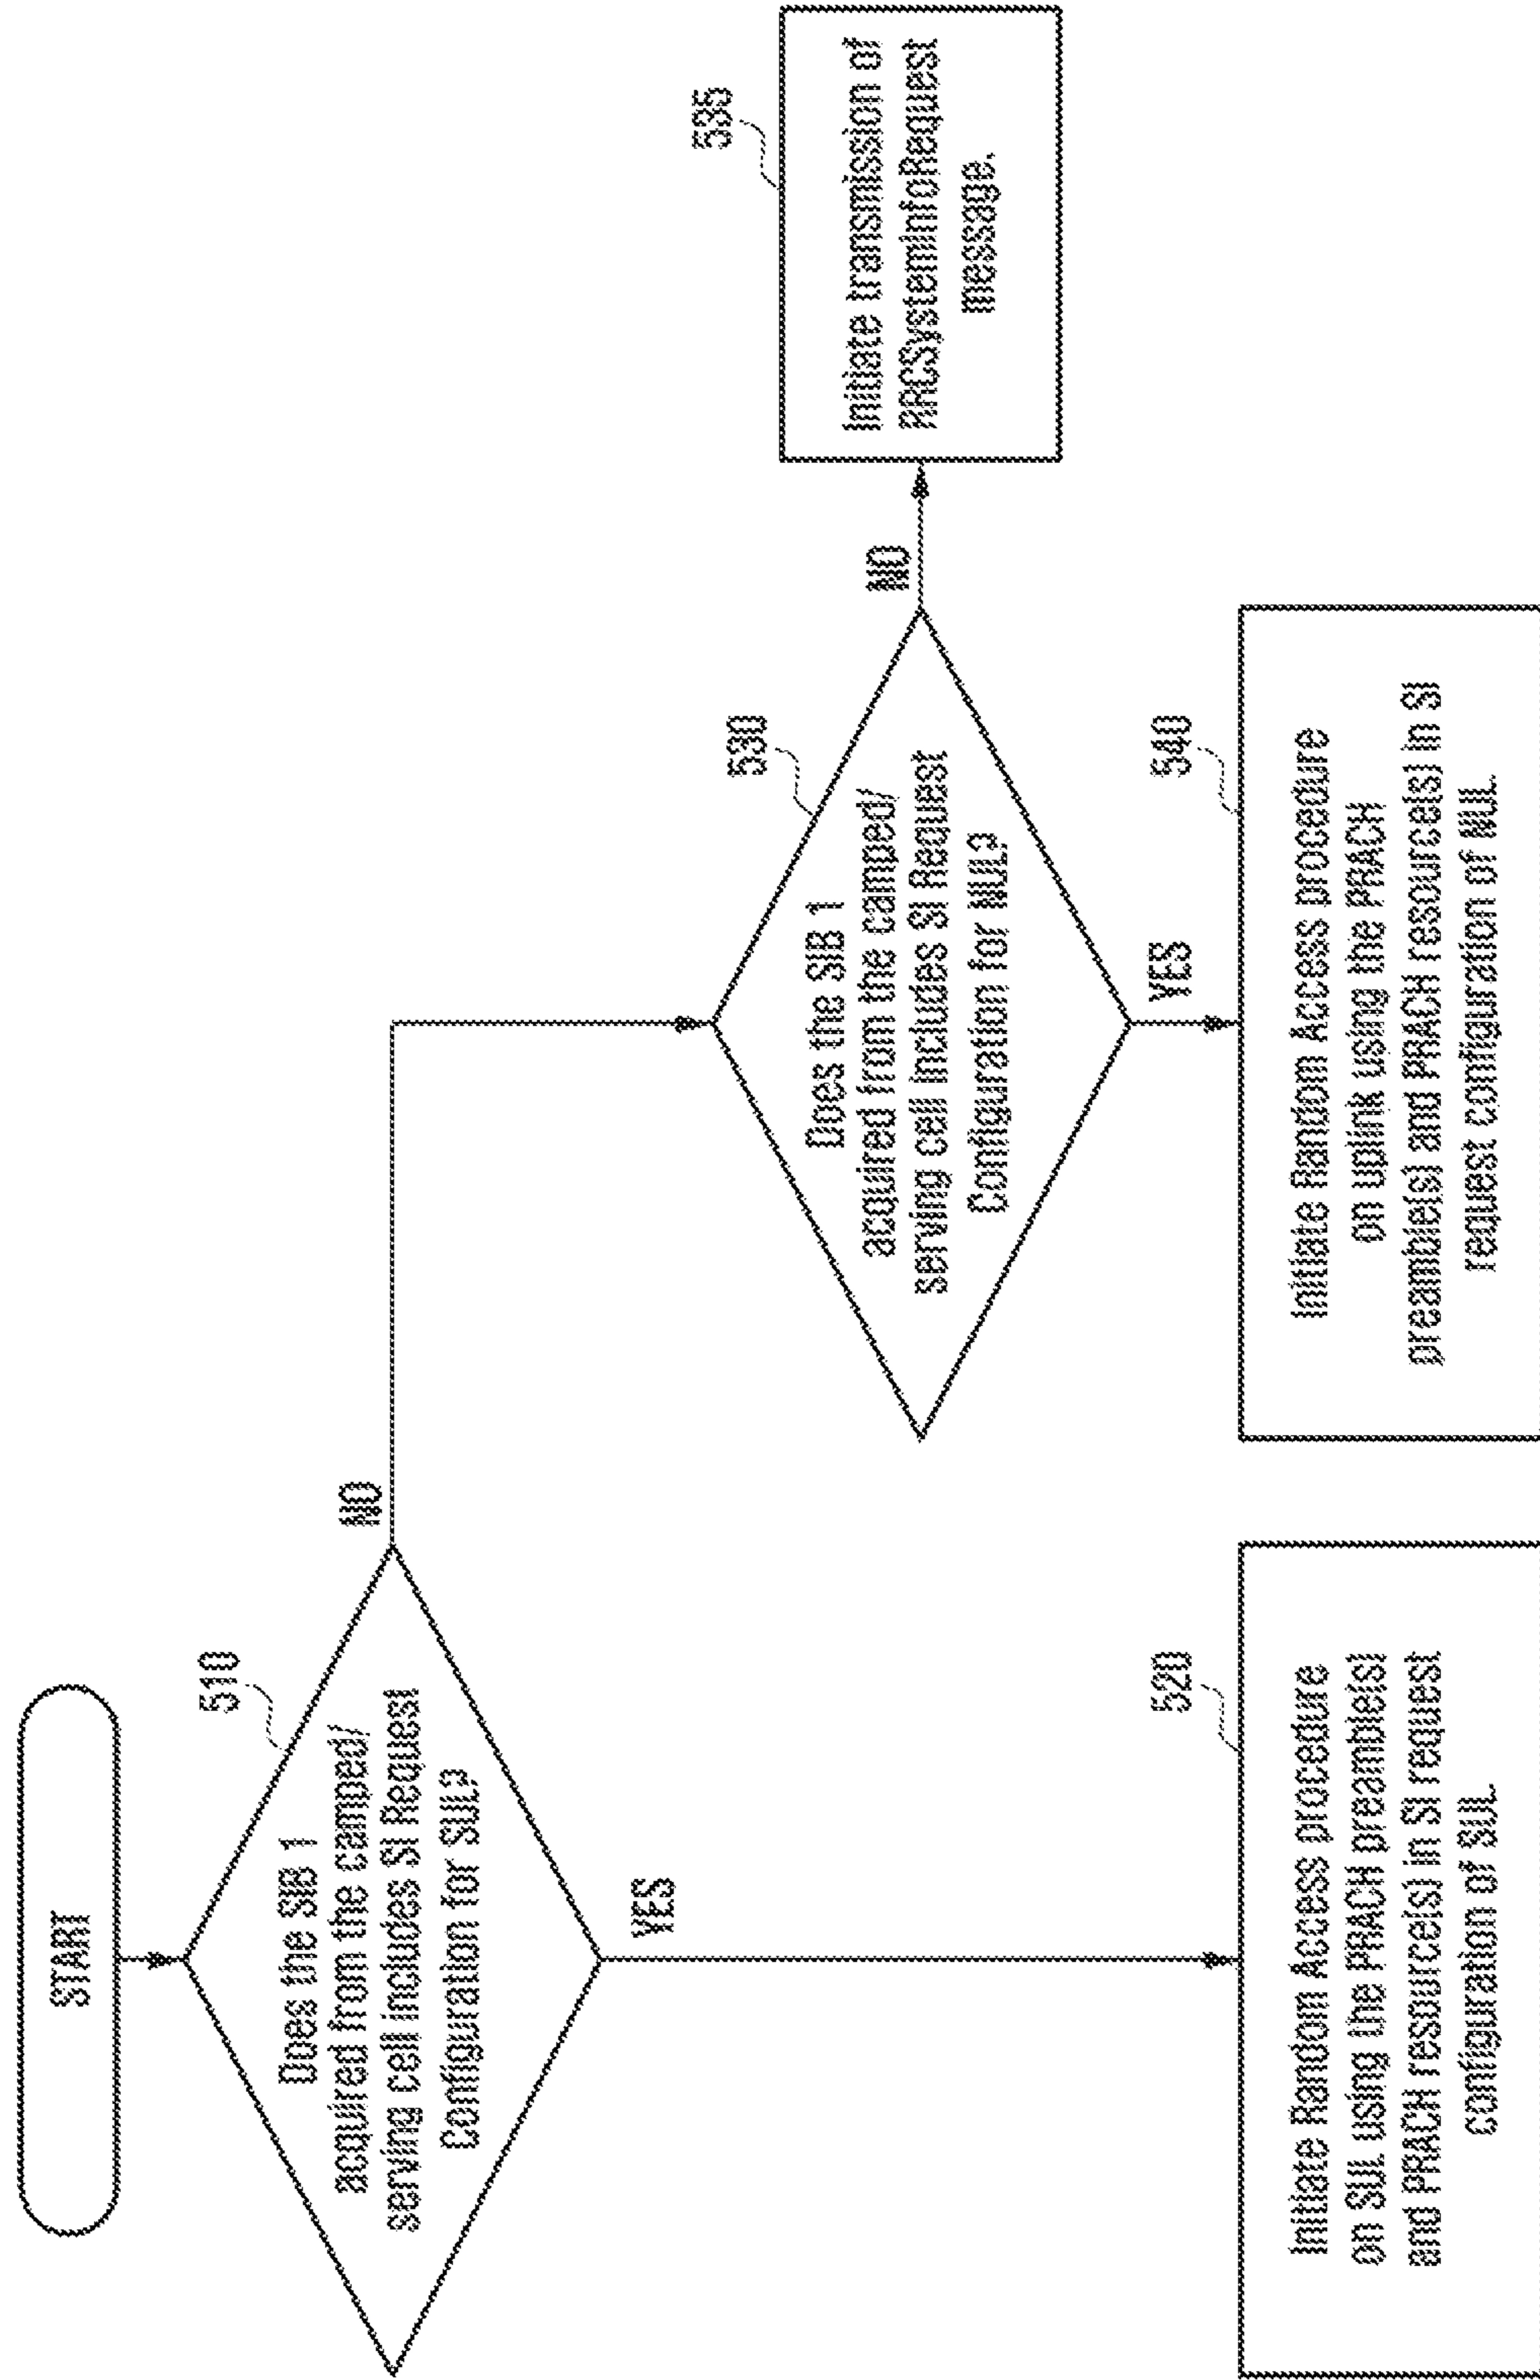 START
510
Does the SIB 1
acquired from the camped/
serving cell includes SI Request
Configuration for SUL?
NO
YES
530
Does the SIB 1
acquired from the camped/
serving cell includes SI Request
Configuration for NUL?
NO
YES
535
Initiate transmission of
RRCSystemInfoRequest
message.
520
Initiate Random Access procedure
on SUL using the PRACH preamble(s)
and PRACH resource(s) in SI request
configuration of SUL.
540
Initiate Random Access procedure
on uplink using the PRACH
preamble(s) and PRACH resource(s) in SI
request configuration of NUL.